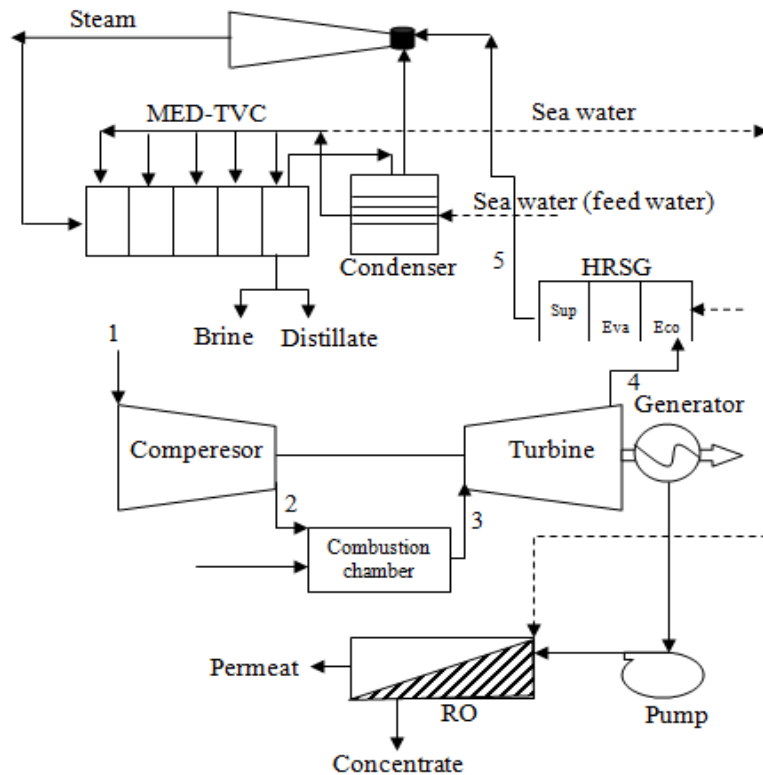 Steam
MED-TVC
Sea water
Sea water (feed water)
Condenser
5
HRSG
Sup
Eva
Eco
Brine
Distillate
1
4
Generator
Comperesor
Turbine
2
3
Combustion
chamber
Permeat
RO
Pump
Concentrate